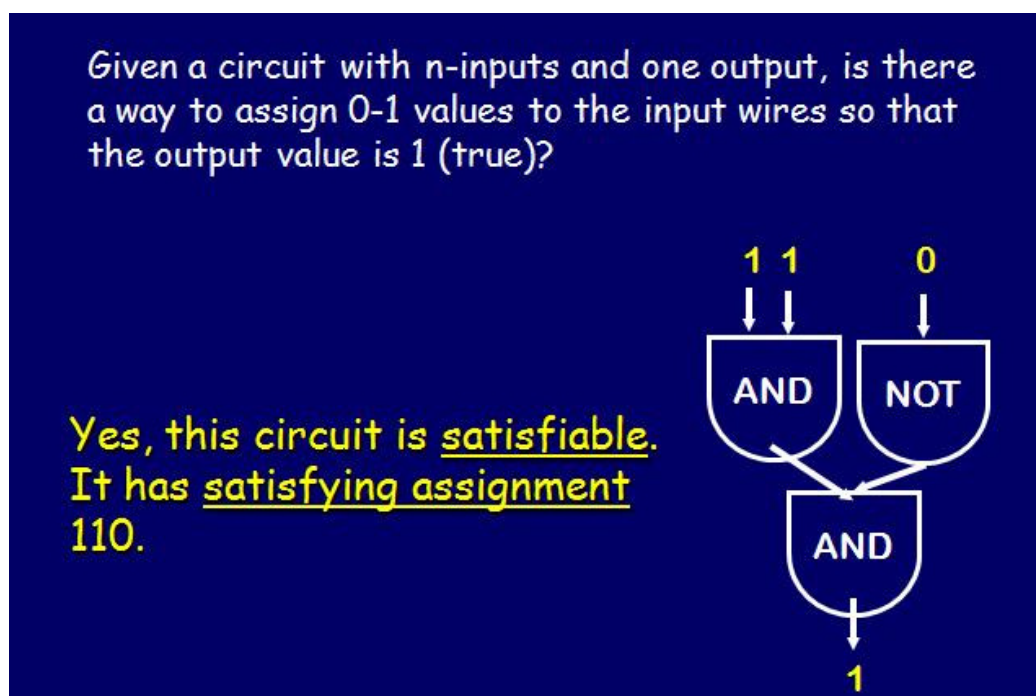 Given a circuit with n-inputs and one output, is there
a way to assign 0-1 values to the input wires so that
the output value is 1 (true)?
1 1 0
AND NOT
Yes, this circuit is satisfiable.
It has satisfying assignment
110.
AND
1